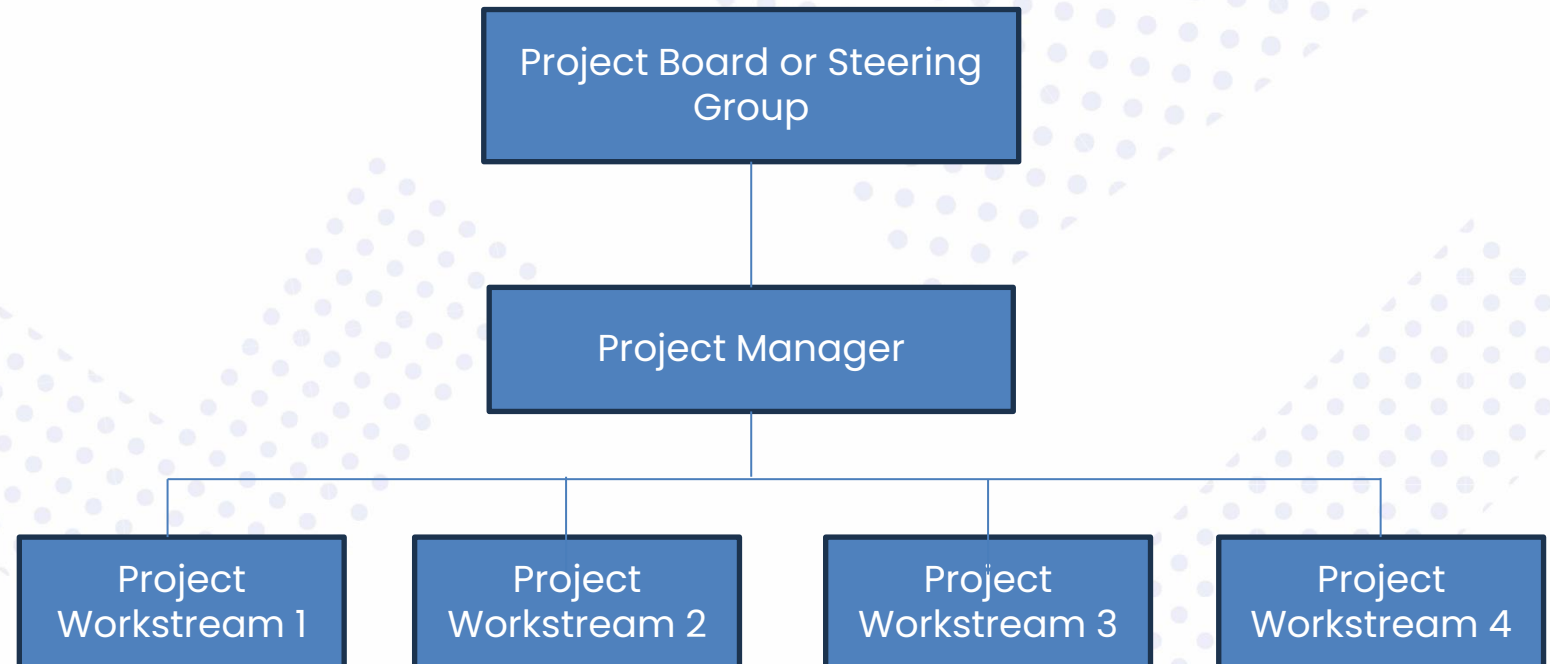 Project Board or Steering
Group
Project Manager
Project
Workstream 1
Project
Workstream 2
Project
Workstream 3
Project
Workstream 4